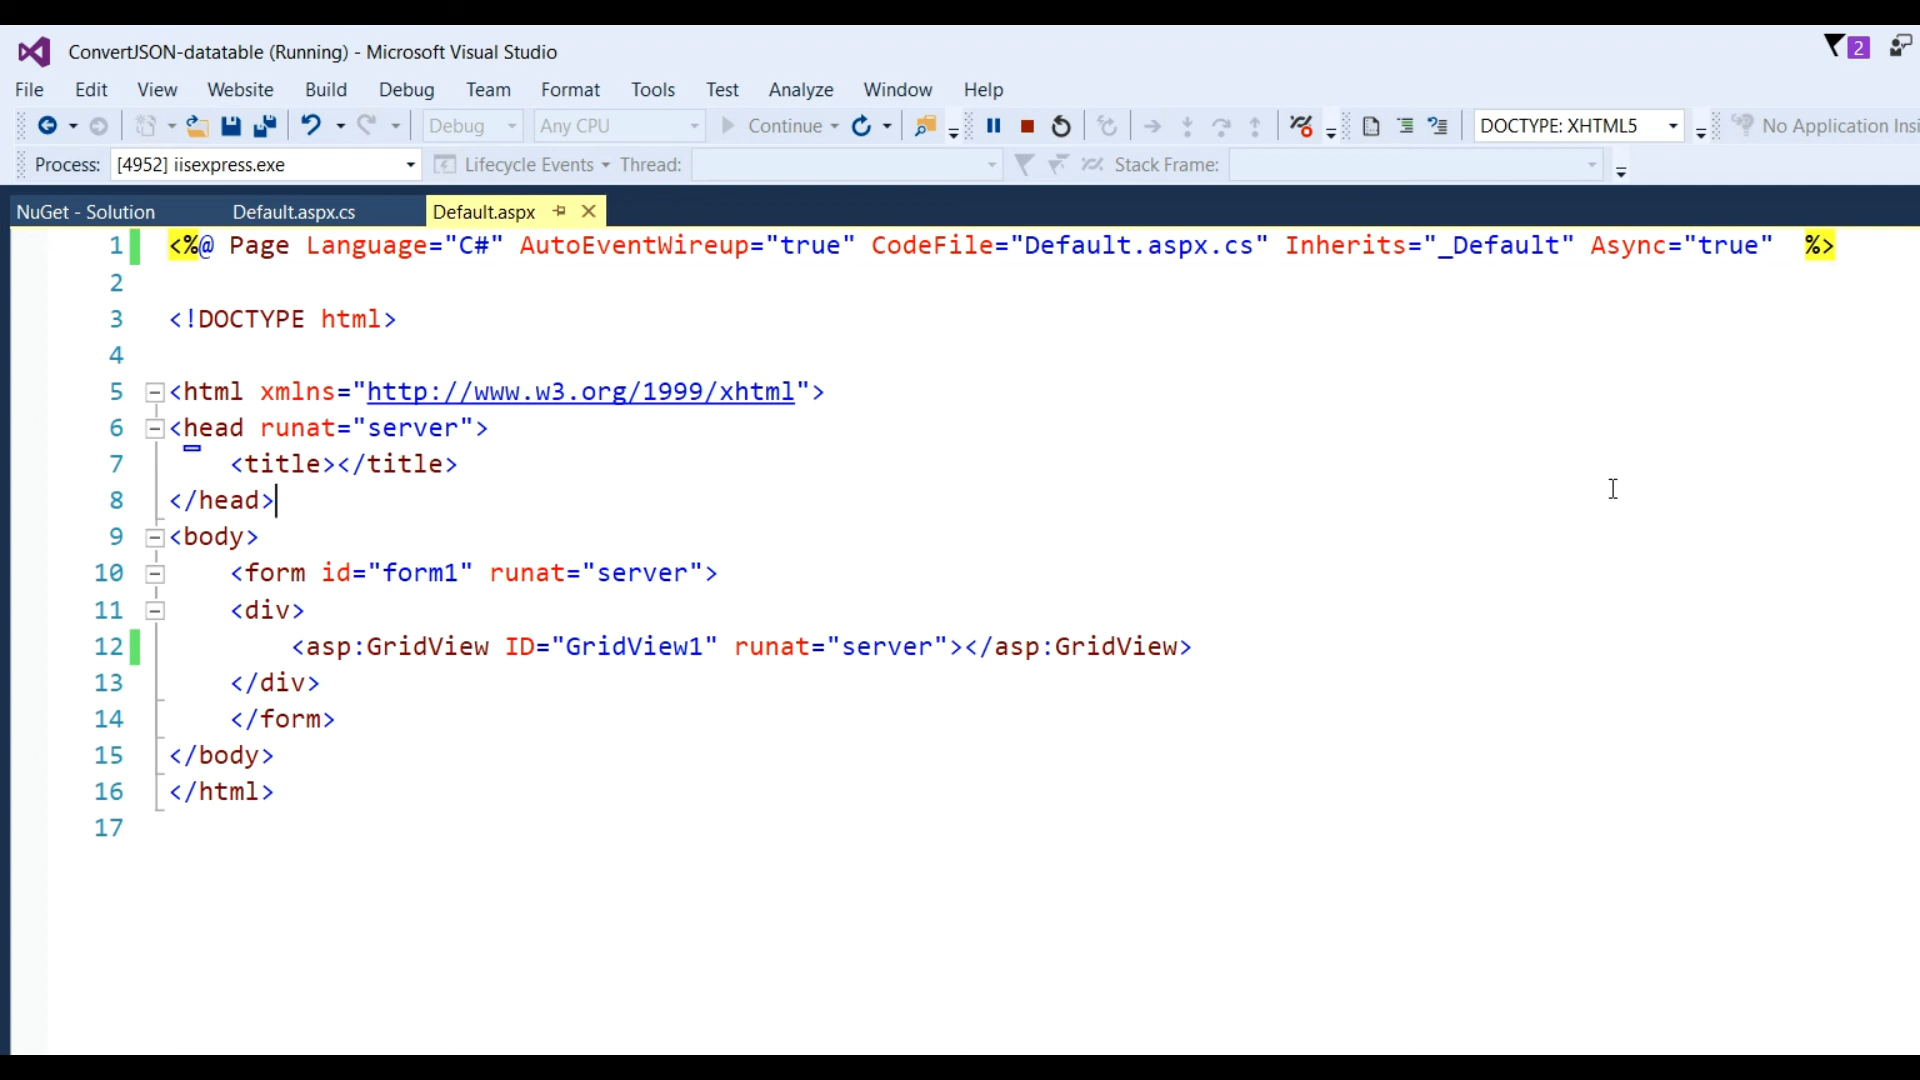 ConvertJSON-datatable (Running) - Microsoft Visual Studio
2
File Edit View Website Build Debug Team Format Tools Test Analyze Window Help
Debug Any CPU Continue DOCTYPE: XHTML5 No Application Insi
Process: [4952] iisexpress.exe Lifecycle Events Thread: Stack Frame:
NuGet - Solution Default.aspx.cs Default.aspx
1 <%@ Page Language="C#" AutoEventWireup="true" CodeFile="Default.aspx.cs" Inherits="_Default" Async="true"  %>
2
3 <!DOCTYPE html>
4
5 <html xmlns="http://www.w3.org/1999/xhtml">
6 <head runat="server">
7     <title></title>
8 </head>
9 <body>
10     <form id="form1" runat="server">
11     <div>
12         <asp:GridView ID="GridView1" runat="server"></asp:GridView>
13     </div>
14     </form>
15 </body>
16 </html>
17